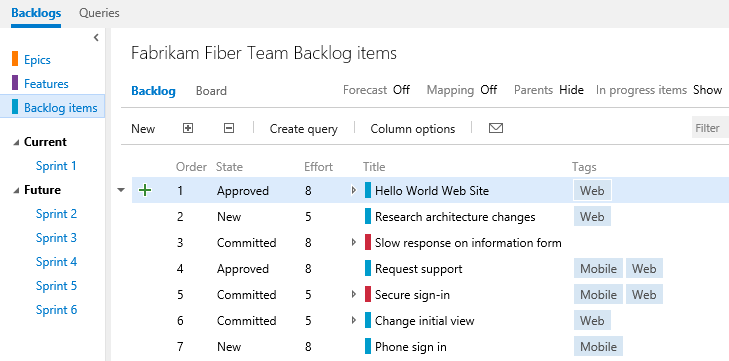 Backlogs Queries
Fabrikam Fiber Team Backlog items
Epics
Features
Backlog items
Current
Sprint 1
Future
Sprint 2
Sprint 3
Sprint 4
Sprint 5
Sprint 6
Backlog Board Forecast Off Mapping Off Parents Hide In progress items Show
New Create query Column options Filter
Order State Effort Title Tags
1 Approved 8 Hello World Web Site Web
2 New 5 Research architecture changes Web
3 Committed 8 Slow response on information form
4 Approved 8 Request support Mobile Web
5 Committed 8 Secure sign-in Mobile Web
6 Committed 5 Change initial view Web
7 New 8 Phone sign in Mobile